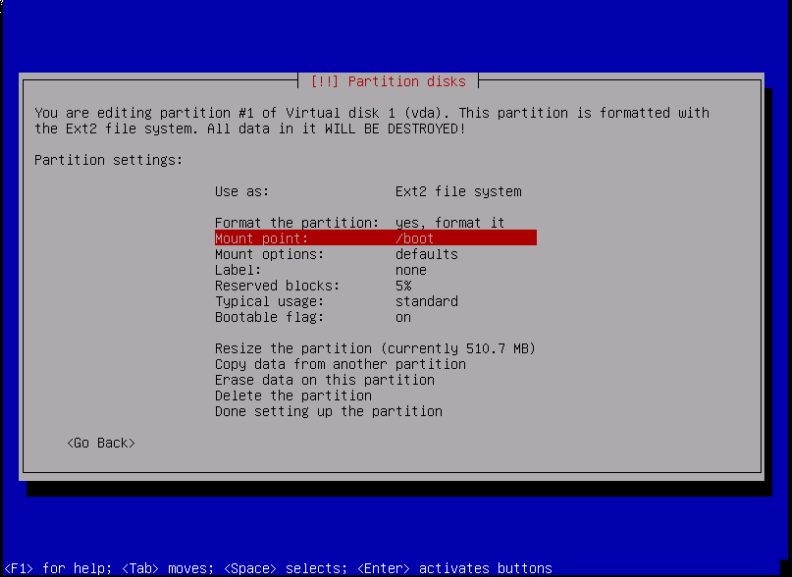 [!!] Partition disks
You are editing partition #1 of Virtual disk 1 (vda). This partition is formatted with
the Ext2 file system. All data in it WILL BE DESTROYED!
Partition settings:
Use as: Ext2 file system
Format the partition: yes, format it
Mount point: /boot
Mount options: defaults
Label: none
Reserved blocks: 5%
Typical usage: standard
Bootable flag: on
Resize the partition (currently 510.7 MB)
Copy data from another partition
Erase data on this partition
Delete the partition
Done setting up the partition
<Go Back>
<F1> for help; <Tab> moves; <Space> selects; <Enter> activates buttons